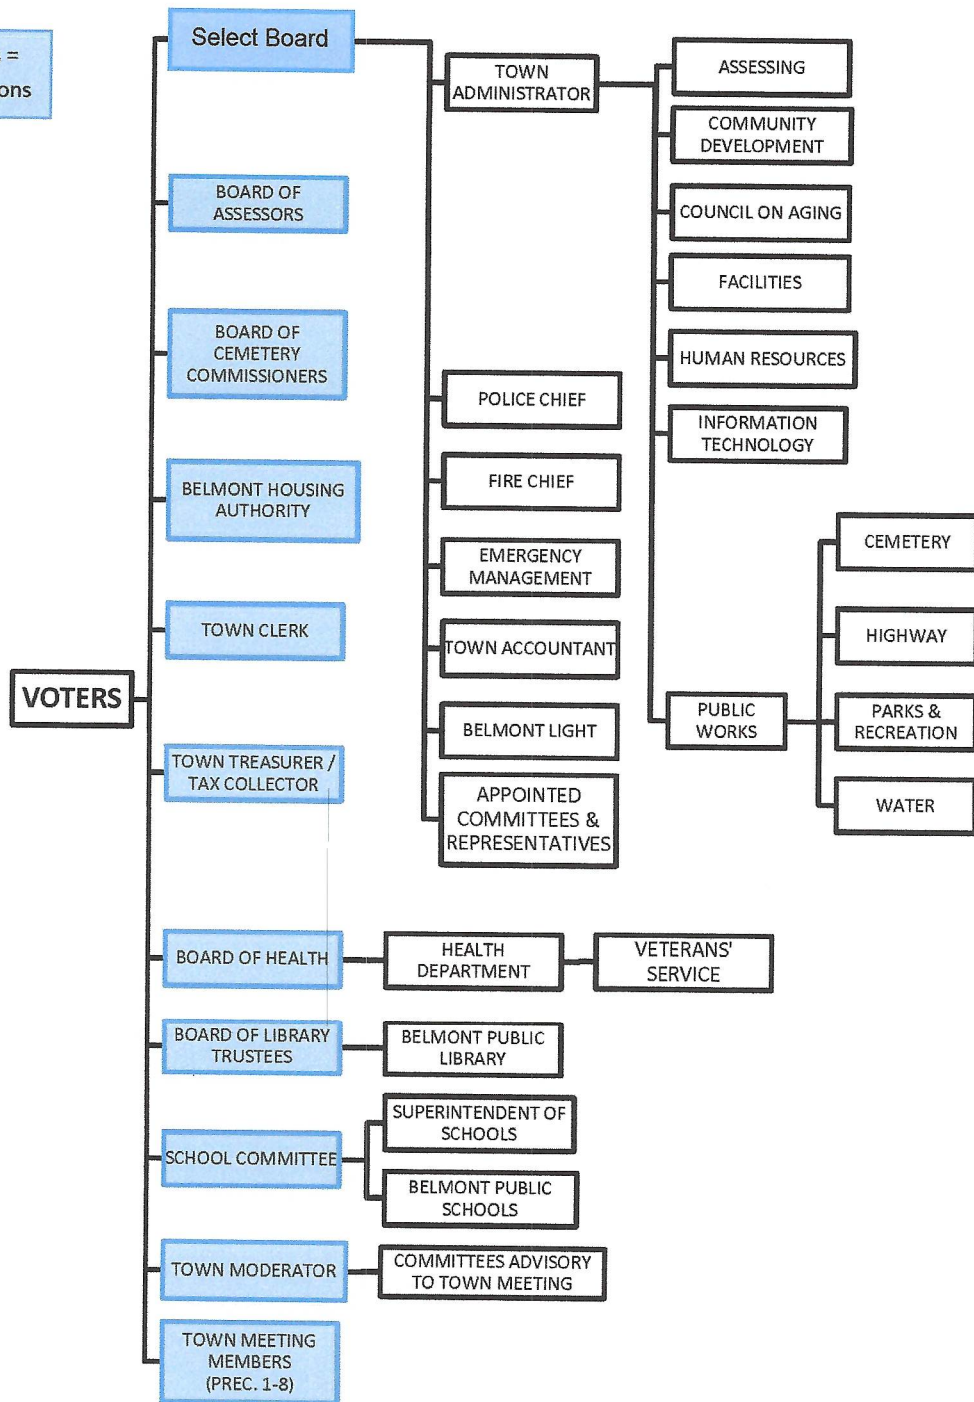 =
ons
Select Board
TOWN
ADMINISTRATOR
ASSESSING
COMMUNITY
DEVELOPMENT
COUNCIL ON AGING
FACILITIES
HUMAN RESOURCES
INFORMATION
TECHNOLOGY
BOARD OF
ASSESSORS
BOARD OF
CEMETERY
COMMISSIONERS
POLICE CHIEF
FIRE CHIEF
EMERGENCY
MANAGEMENT
TOWN ACCOUNTANT
BELMONT LIGHT
APPOINTED
COMMITTEES &
REPRESENTATIVES
BELMONT HOUSING
AUTHORITY
CEMETERY
HIGHWAY
PUBLIC
WORKS
PARKS &
RECREATION
WATER
TOWN CLERK
VOTERS
TOWN TREASURER /
TAX COLLECTOR
BOARD OF HEALTH
HEALTH
DEPARTMENT
VETERANS'
SERVICE
BOARD OF LIBRARY
TRUSTEES
BELMONT PUBLIC
LIBRARY
SCHOOL COMMITTEE
SUPERINTENDENT OF
SCHOOLS
BELMONT PUBLIC
SCHOOLS
TOWN MODERATOR
COMMITTEES ADVISORY
TO TOWN MEETING
TOWN MEETING
MEMBERS
(PREC. 1-8)